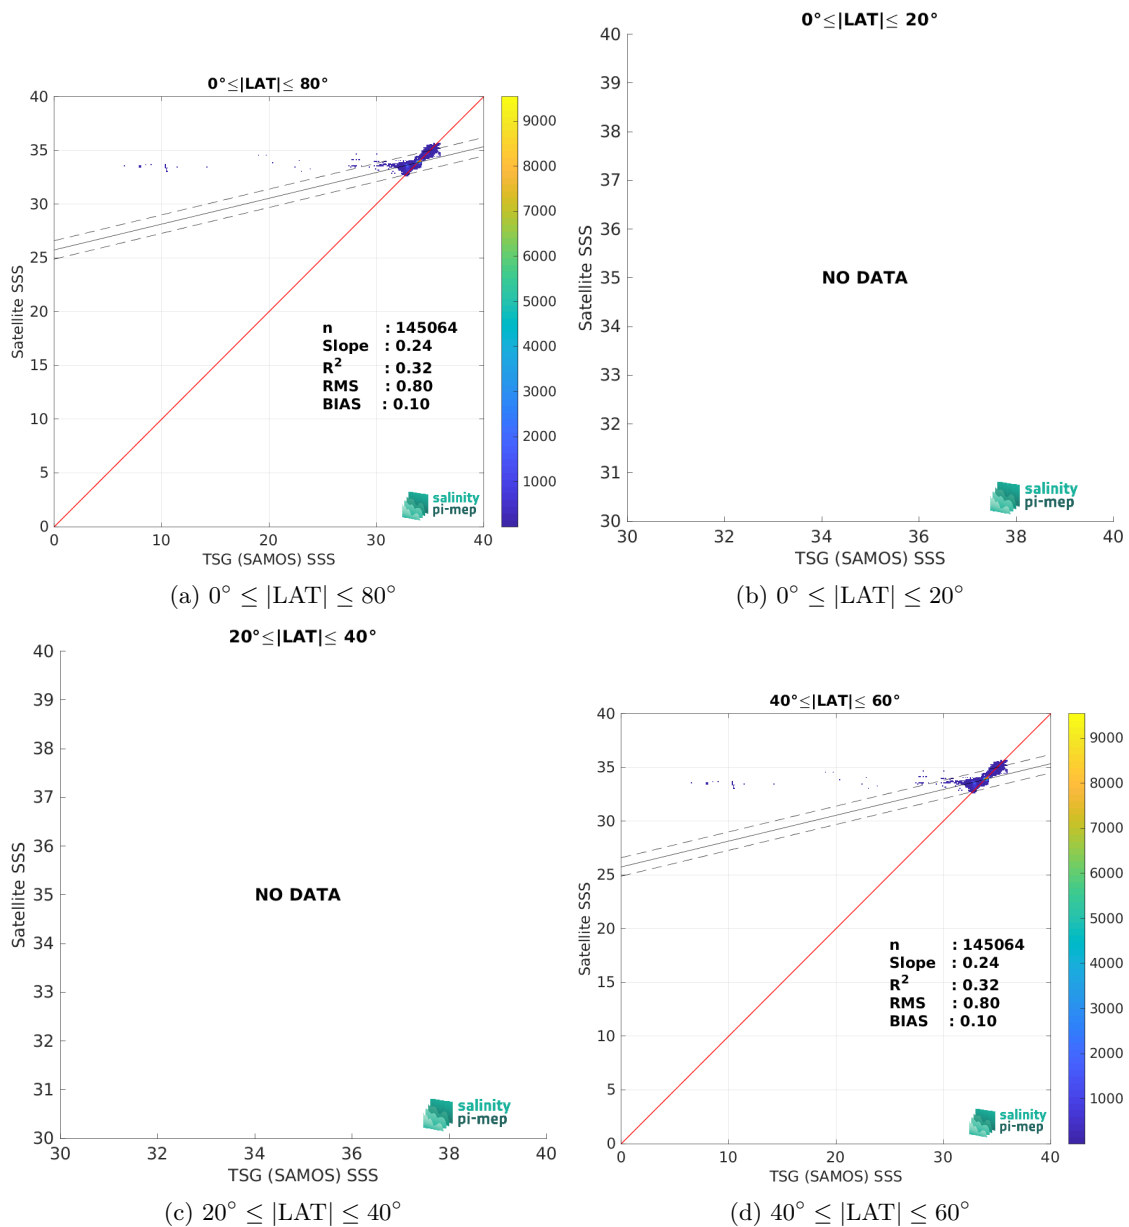 0°≤|LAT|≤ 80°
40
35
30
25
20
15
10
5
0
Satellite SSS
0 10 20 30 40
TSG (SAMOS) SSS
n : 145064
Slope : 0.24
R² : 0.32
RMS : 0.80
BIAS : 0.10
salinity
pi-mep
9000
8000
7000
6000
5000
4000
3000
2000
1000
(a) 0° ≤ |LAT| ≤ 80°
0°≤|LAT|≤ 20°
40
39
38
37
36
35
34
33
32
31
30
Satellite SSS
NO DATA
salinity
pi-mep
30 32 34 36 38 40
TSG (SAMOS) SSS
(b) 0° ≤ |LAT| ≤ 20°
20°≤|LAT|≤ 40°
40
39
38
37
36
35
34
33
32
31
30
Satellite SSS
NO DATA
salinity
pi-mep
30 32 34 36 38 40
TSG (SAMOS) SSS
(c) 20° ≤ |LAT| ≤ 40°
40°≤|LAT|≤ 60°
40
35
30
25
20
15
10
5
0
Satellite SSS
0 10 20 30 40
TSG (SAMOS) SSS
n : 145064
Slope : 0.24
R² : 0.32
RMS : 0.80
BIAS : 0.10
salinity
pi-mep
9000
8000
7000
6000
5000
4000
3000
2000
1000
(d) 40° ≤ |LAT| ≤ 60°